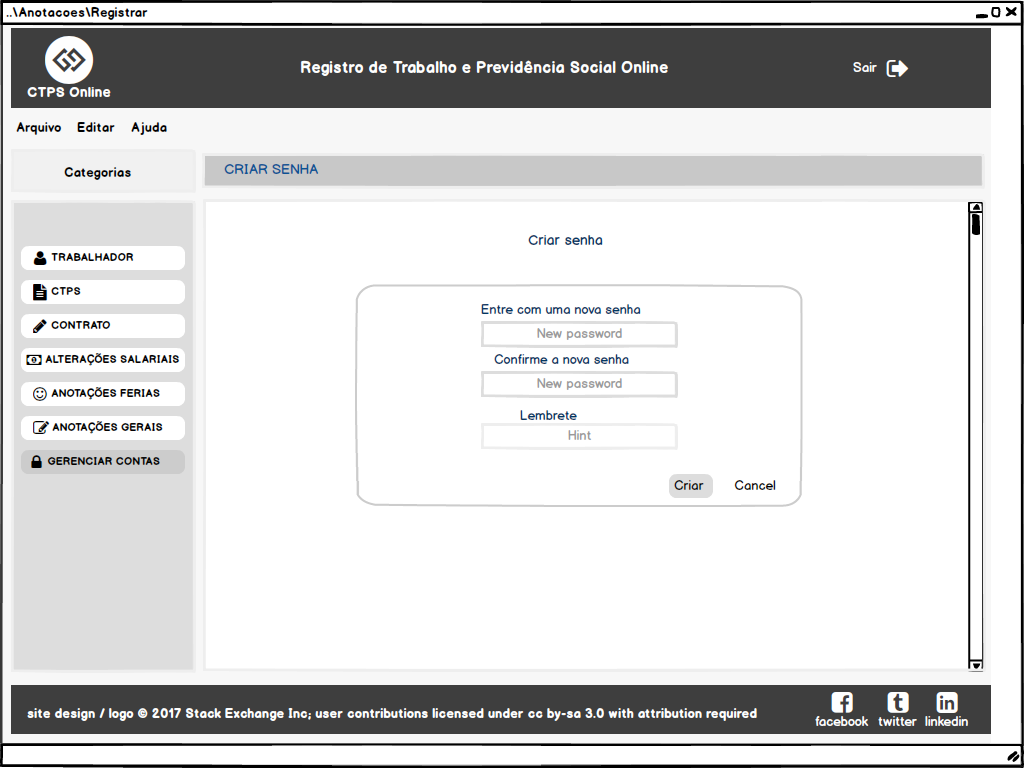 ..\Anotacoes\Registrar
CTPS Online
Registro de Trabalho e Previdência Social Online
Sair
Arquivo Editar Ajuda
Categorias
CRIAR SENHA
TRABALHADOR
CTPS
CONTRATO
ALTERAÇÕES SALARIAIS
ANOTAÇÕES FERIAS
ANOTAÇÕES GERAIS
GERENCIAR CONTAS
Criar senha
Entre com uma nova senha
New password
Confirme a nova senha
New password
Lembrete
Hint
Criar Cancel
site design / logo © 2017 Stack Exchange Inc; user contributions licensed under cc by-sa 3.0 with attribution required
facebook twitter linkedin